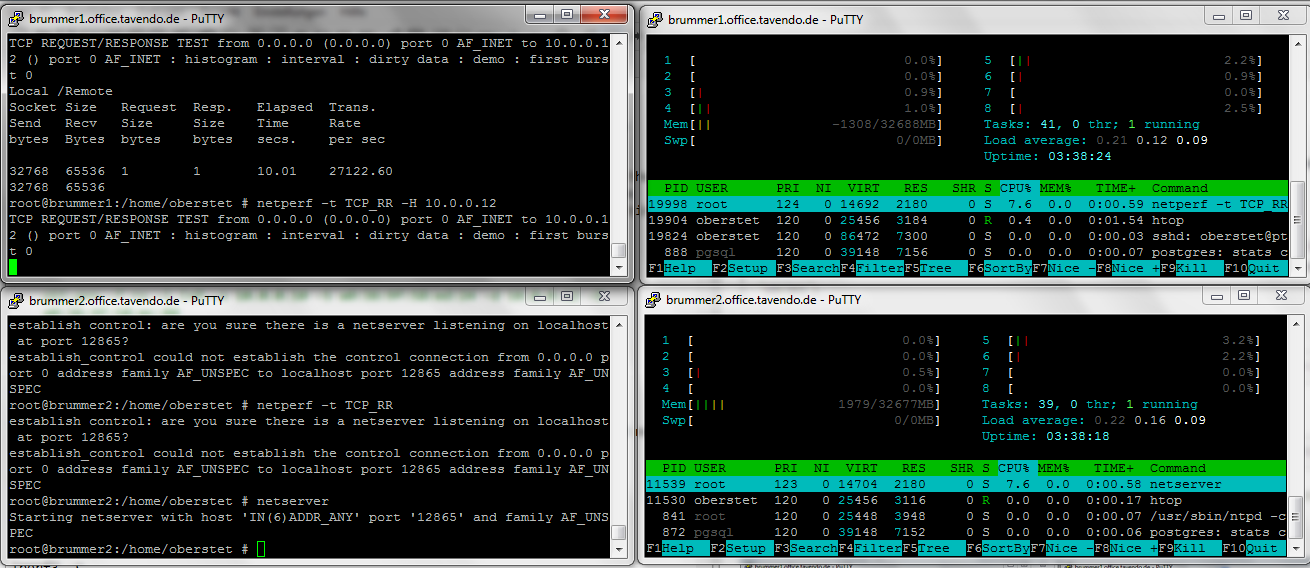 brummer1.office.tavendo.de - PuTTY
TCP REQUEST/RESPONSE TEST from 0.0.0.0 (0.0.0.0) port 0 AF_INET to 10.0.0.1
2 () port 0 AF_INET : histogram : interval : dirty data : demo : first burs
t 0
Local /Remote
Socket Size   Request  Resp.   Elapsed  Trans.
Send   Recv   Size     Size    Time     Rate
bytes  Bytes  bytes    bytes   secs.    per sec
32768  65536  1        1       10.01    27122.60
32768  65536
root@brummer1:/home/oberstet # netperf -t TCP_RR -H 10.0.0.12
TCP REQUEST/RESPONSE TEST from 0.0.0.0 (0.0.0.0) port 0 AF_INET to 10.0.0.1
2 () port 0 AF_INET : histogram : interval : dirty data : demo : first burs
t 0
brummer1.office.tavendo.de - PuTTY
1  [ 0.0%]     5  [|| 2.2%]
2  [ 0.0%]     6  [| 0.9%]
3  [| 0.9%]     7  [ 0.0%]
4  [|| 1.0%]     8  [| 2.5%]
Mem[|| -1308/32688MB]     Tasks: 41, 0 thr; 1 running
Swp[ 0/0MB]     Load average: 0.21 0.12 0.09
Uptime: 03:38:24
PID USER      PRI  NI  VIRT   RES   SHR S CPU% MEM%   TIME+  Command
19998 root      124   0 14692  2180     0 S  7.6  0.0  0:00.59 netperf -t TCP_RR
19904 oberstet  120   0 25456  3184     0 R  0.4  0.0  0:01.54 htop
19824 oberstet  120   0 86472  7300     0 S  0.0  0.0  0:00.03 sshd: oberstet@pt
888 pgsql     120   0 39148  7156     0 S  0.0  0.0  0:00.05 postgres: stats c
F1Help  F2Setup F3SearchF4FilterF5Tree  F6SortByF7Nice -F8Nice +F9Kill  F10Quit
brummer2.office.tavendo.de - PuTTY
establish control: are you sure there is a netserver listening on localhost
at port 12865?
establish_control could not establish the control connection from 0.0.0.0 p
ort 0 address family AF_UNSPEC to localhost port 12865 address family AF_UN
SPEC
root@brummer2:/home/oberstet # netperf -t TCP_RR
establish control: are you sure there is a netserver listening on localhost
at port 12865?
establish_control could not establish the control connection from 0.0.0.0 p
ort 0 address family AF_UNSPEC to localhost port 12865 address family AF_UN
SPEC
root@brummer2:/home/oberstet # netserver
Starting netserver with host 'IN(6)ADDR_ANY' port '12865' and family AF_UNS
PEC
root@brummer2:/home/oberstet #
brummer2.office.tavendo.de - PuTTY
1  [ 0.0%]     5  [|| 3.2%]
2  [ 0.0%]     6  [| 2.2%]
3  [| 0.5%]     7  [ 0.0%]
4  [ 0.0%]     8  [ 0.0%]
Mem[|||| 1979/32677MB]     Tasks: 39, 0 thr; 1 running
Swp[ 0/0MB]     Load average: 0.22 0.16 0.09
Uptime: 03:38:18
PID USER      PRI  NI  VIRT   RES   SHR S CPU% MEM%   TIME+  Command
11539 root      123   0 14704  2180     0 S  7.6  0.0  0:00.58 netserver
11530 oberstet  120   0 25456  3116     0 R  0.0  0.0  0:00.17 htop
841 root      120   0 25448  3948     0 S  0.0  0.0  0:00.07 /usr/sbin/ntpd -c
872 pgsql     120   0 39148  7152     0 S  0.0  0.0  0:00.06 postgres: stats c
F1Help  F2Setup F3SearchF4FilterF5Tree  F6SortByF7Nice -F8Nice +F9Kill  F10Quit